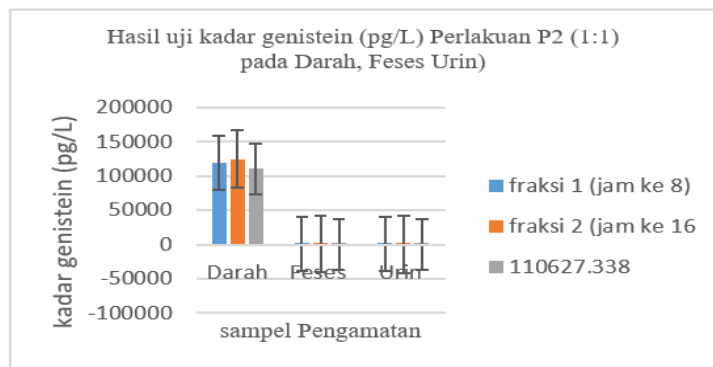 Hasil uji kadar genistein (pg/L) Perlakuan P2 (1:1)
pada Darah, Feses Urin)
kadar genistein (pg/L)
200000
150000
100000
50000
0
-50000
-100000
Darah Feses Urin
sampel Pengamatan
fraksi 1 (jam ke 8)
fraksi 2 (jam ke 16
110627.338